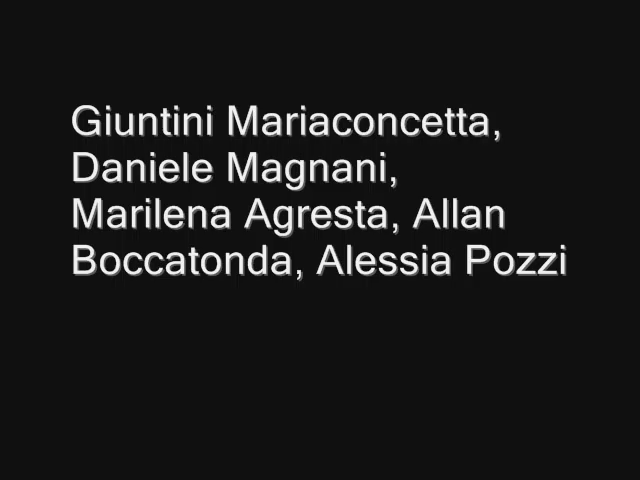 Giuntini Mariaconcetta,
Daniele Magnani,
Marilena Agresta, Allan
Boccatonda, Alessia Pozzi